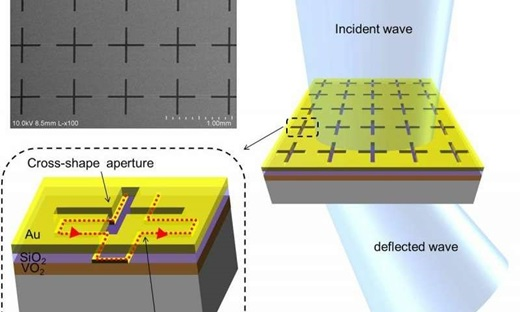 10.0kV 8.5mm L-x100
1.00mm
Incident wave
Cross-shape aperture
Au
SiO₂
VO₂
deflected wave